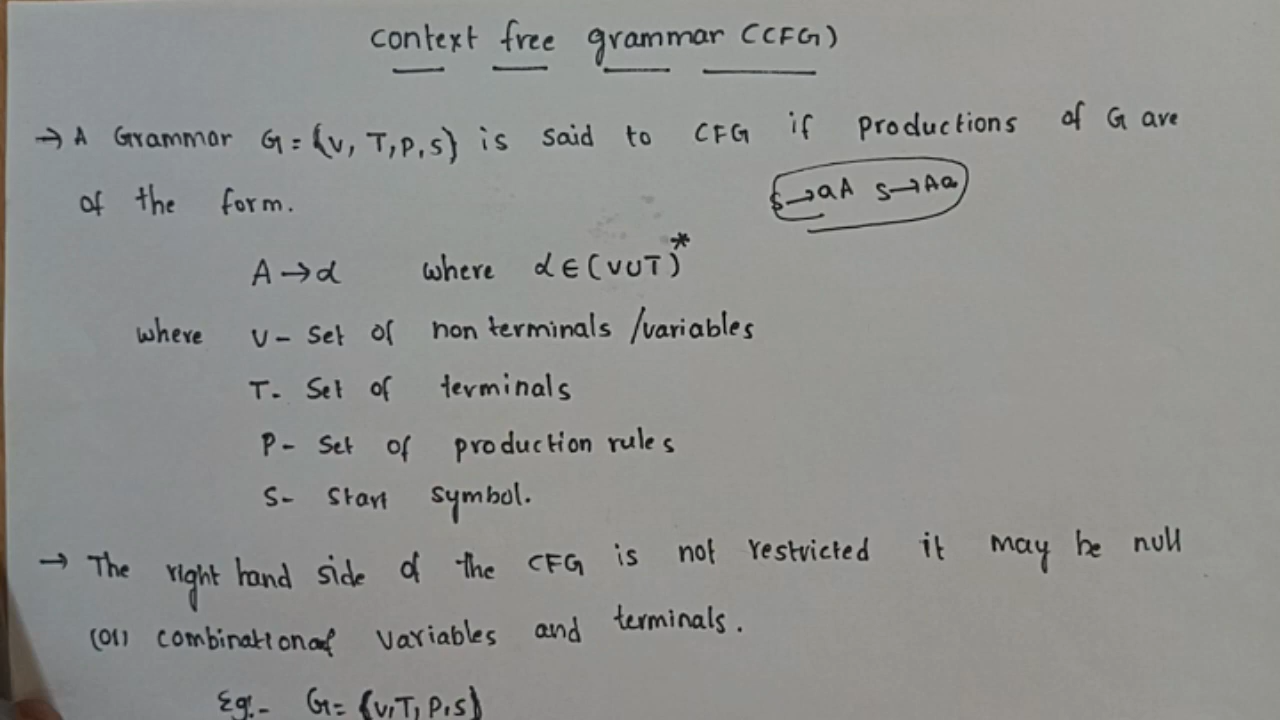 context free grammar (CFG)
→ A Grammar G = {V, T, P, S} is said to CFG if productions of G are
of the form.
S→aA S→Aa
A→α where α∈(VUT)*
where V- Set of non terminals /variables
T- Set of terminals
P- Set of production rules
S- Start symbol.
→ The right hand side of the CFG is not restricted it may be null
(or) combination of variables and terminals.
Eg:- G= {V,T, P,S}